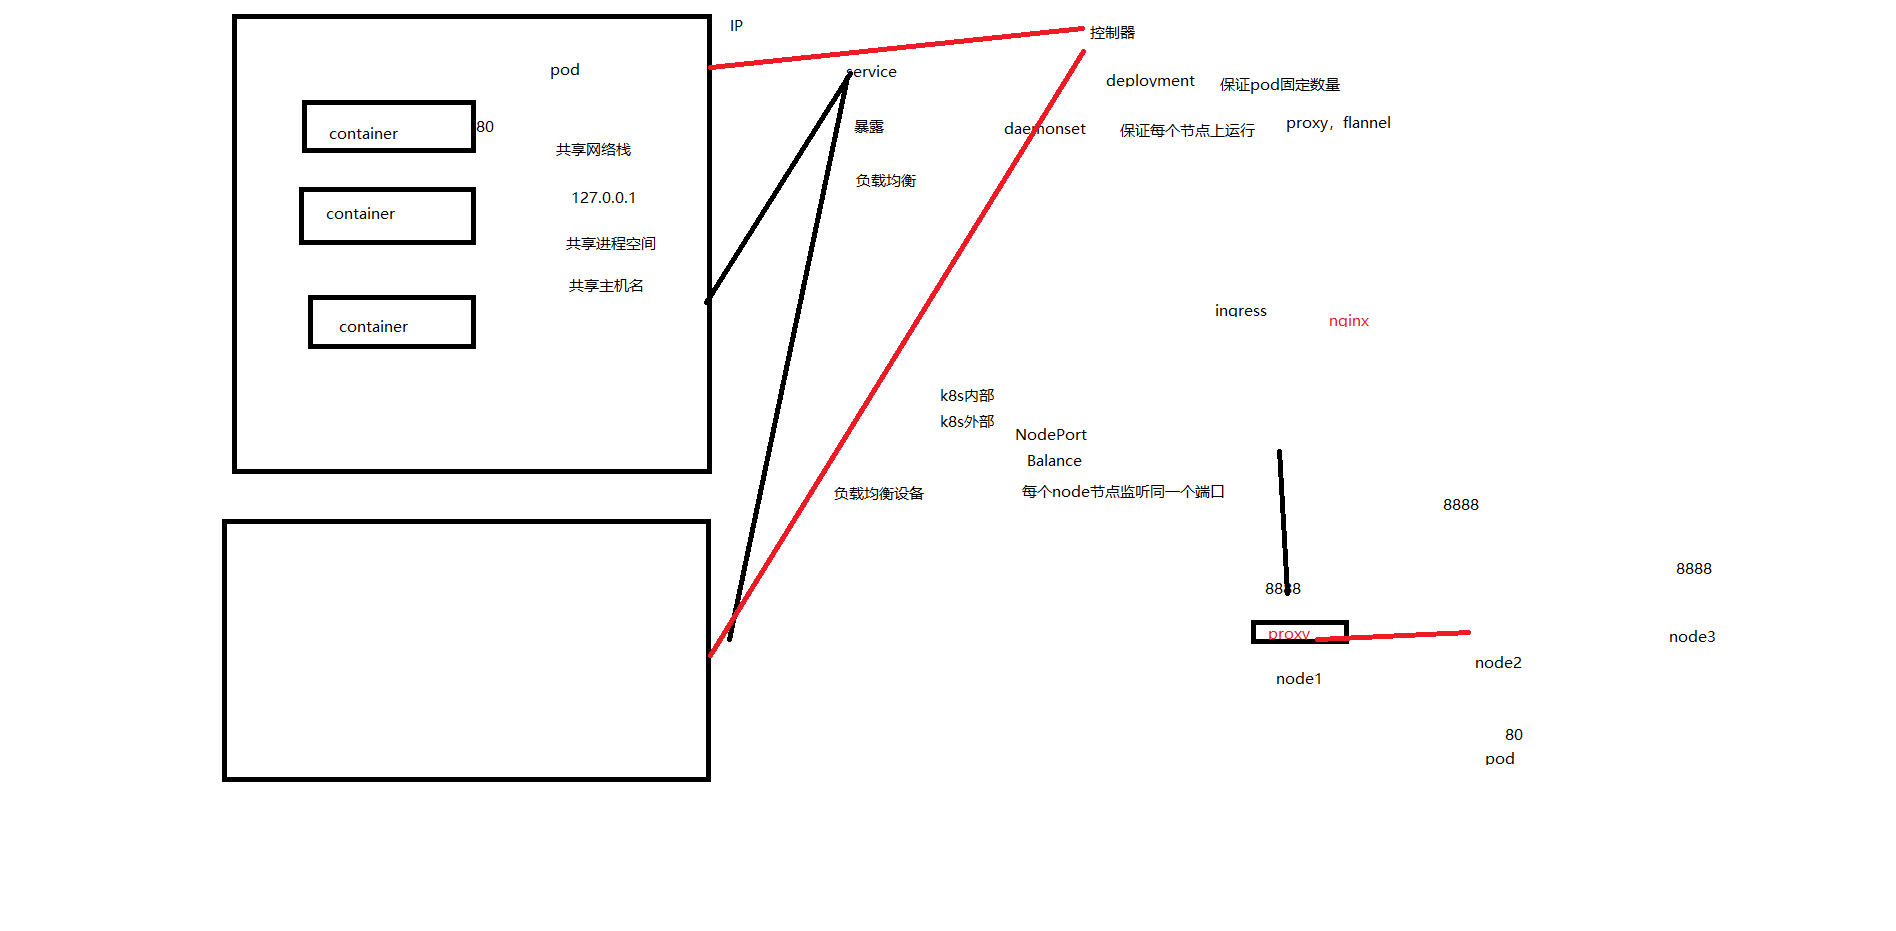 IP
控制器
pod
service
deployment
保证pod固定数量
container
80
暴露
daemonset
保证每个节点上运行
proxy，flannel
共享网络栈
负载均衡
127.0.0.1
container
共享进程空间
共享主机名
container
ingress
nginx
k8s内部
k8s外部
NodePort
Balance
负载均衡设备
每个node节点监听同一个端口
8888
8888
8888
proxy
node3
node2
node1
80
pod